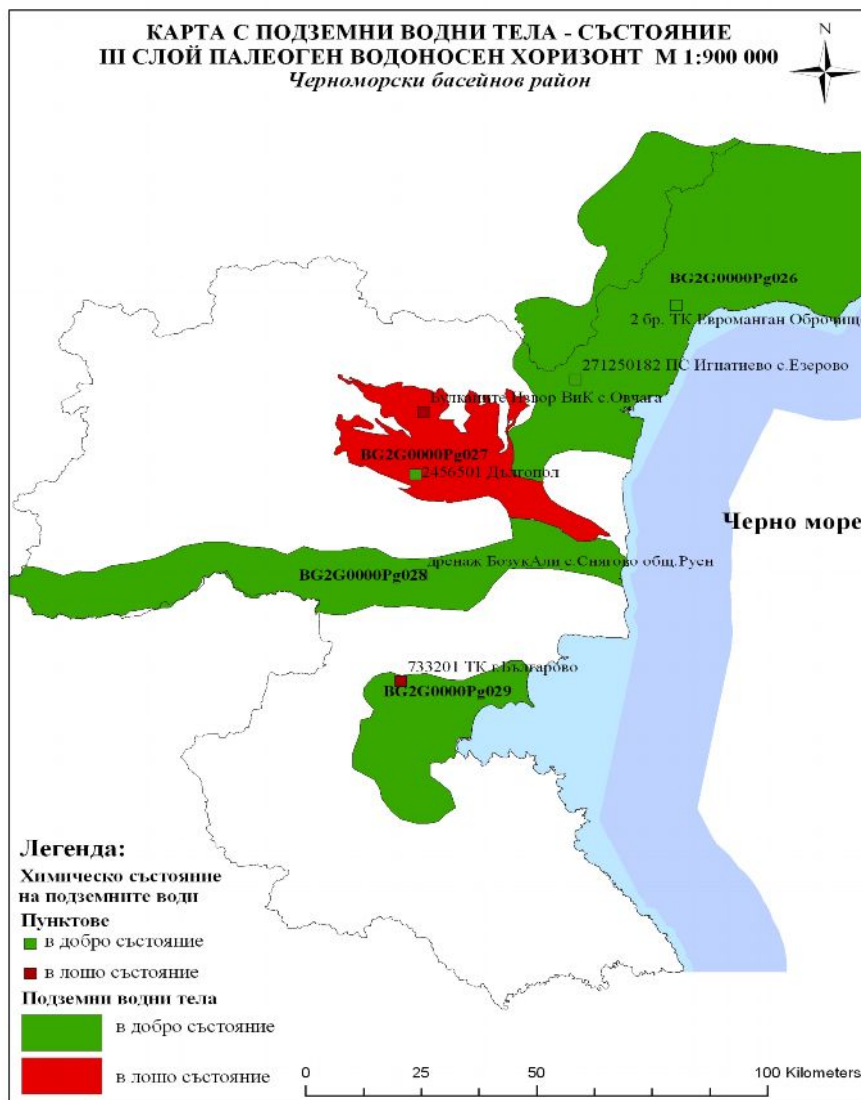 КАРТА С ПОДЗЕМНИ ВОДНИ ТЕЛА - СЪСТОЯНИЕ
III СЛОЙ ПАЛЕОГЕН ВОДОНОСЕН ХОРИЗОНТ М 1:900 000
Черноморски басейнов район
N
BG2G0000Pg026
2 бр. ТК Евроманган Оброчище
271250182 ПС Игнатиево с.Езерово
Булканите Извор ВиК с.Овчага
BG2G0000Pg027
2456501 Дългопол
Черно море
дренаж БозукАли с.Снягово общ.Руен
BG2G0000Pg028
733201 ТК г.Българово
BG2G0000Pg029
Легенда:
Химическо състояние
на подземните води
Пунктове
в добро състояние
в лошо състояние
Подземни водни тела
в добро състояние
в лошо състояние
0 25 50 100 Kilometers